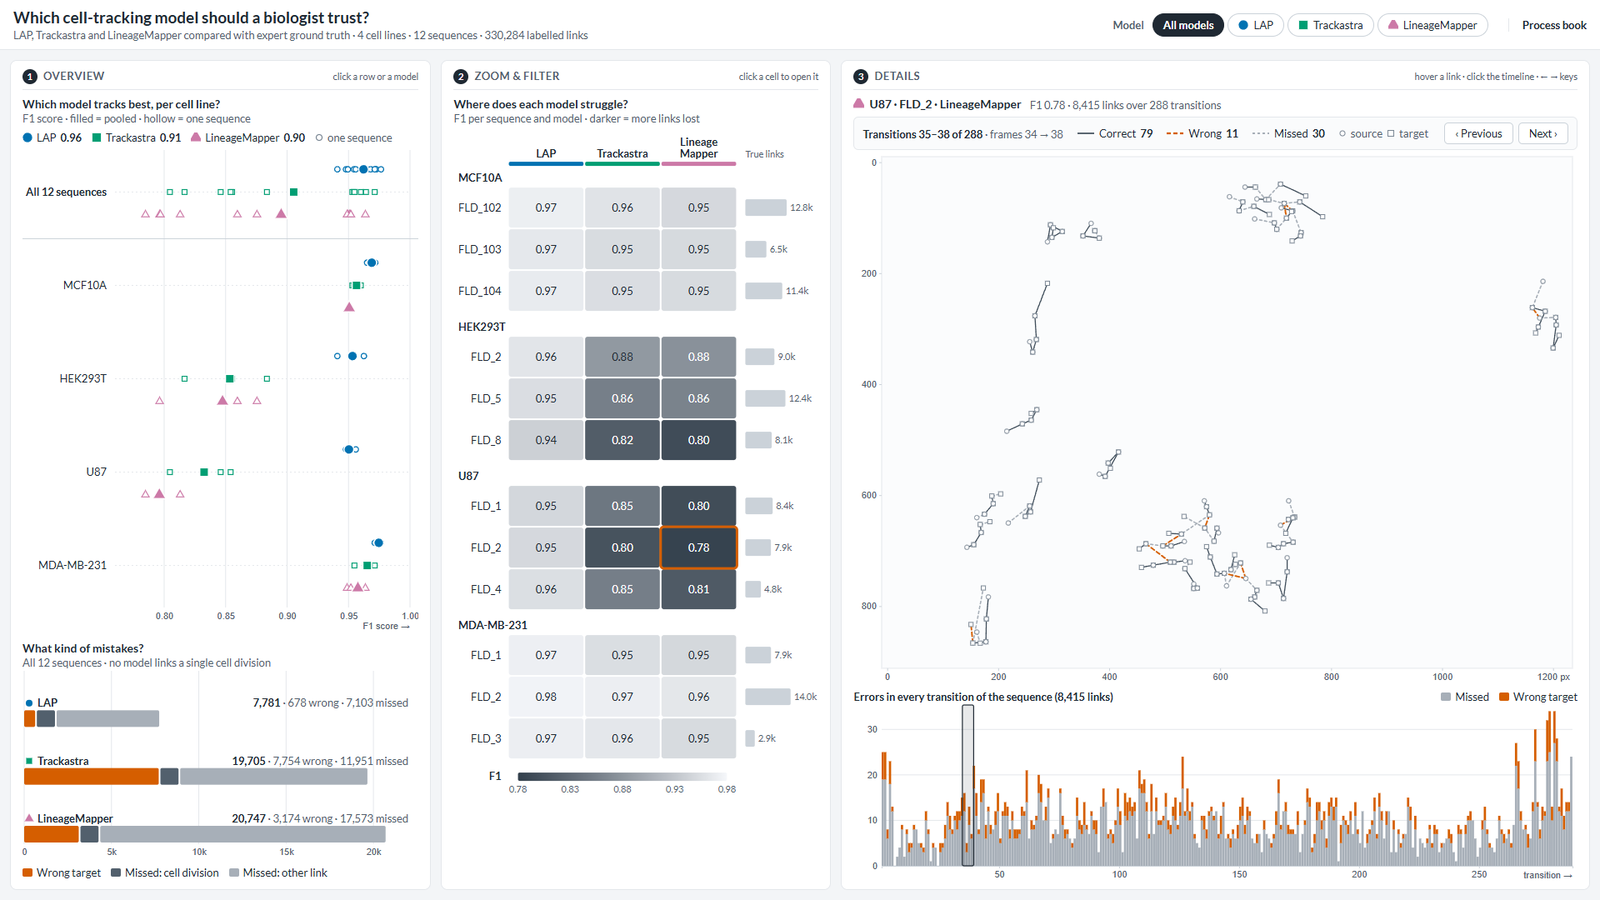 Which cell-tracking model should a biologist trust?
LAP, Trackastra and LineageMapper compared with expert ground truth · 4 cell lines · 12 sequences · 330,284 labelled links
Model All models LAP Trackastra LineageMapper Process book
1 OVERVIEW click a row or a model
Which model tracks best, per cell line?
F1 score · filled = pooled · hollow = one sequence
LAP 0.96 Trackastra 0.91 LineageMapper 0.90 one sequence
All 12 sequences
MCF10A
HEK293T
U87
MDA-MB-231
0.80 0.85 0.90 0.95 1.00
F1 score →
What kind of mistakes?
All 12 sequences · no model links a single cell division
LAP 7,781 · 678 wrong · 7,103 missed
Trackastra 19,705 · 7,754 wrong · 11,951 missed
LineageMapper 20,747 · 3,174 wrong · 17,573 missed
0 5k 10k 15k 20k
Wrong target Missed: cell division Missed: other link
2 ZOOM & FILTER click a cell to open it
Where does each model struggle?
F1 per sequence and model · darker = more links lost
LAP Trackastra Lineage Mapper True links
MCF10A
FLD_102 0.97 0.96 0.95 12.8k
FLD_103 0.97 0.95 0.95 6.5k
FLD_104 0.97 0.95 0.95 11.4k
HEK293T
FLD_2 0.96 0.88 0.88 9.0k
FLD_5 0.95 0.86 0.86 12.4k
FLD_8 0.94 0.82 0.80 8.1k
U87
FLD_1 0.95 0.85 0.80 8.4k
FLD_2 0.95 0.80 0.78 7.9k
FLD_4 0.96 0.85 0.81 4.8k
MDA-MB-231
FLD_1 0.97 0.95 0.95 7.9k
FLD_2 0.98 0.97 0.96 14.0k
FLD_3 0.97 0.96 0.95 2.9k
F1
0.78 0.83 0.88 0.93 0.98
3 DETAILS hover a link · click the timeline · ← → keys
U87 · FLD_2 · LineageMapper F1 0.78 · 8,415 links over 288 transitions
Transitions 35–38 of 288 · frames 34 → 38 Correct 79 Wrong 11 Missed 30 source target ‹ Previous Next ›
0
200
400
600
800
0 200 400 600 800 1000 1200 px
Errors in every transition of the sequence (8,415 links) Missed Wrong target
30
20
10
0
50 100 150 200 250 transition →